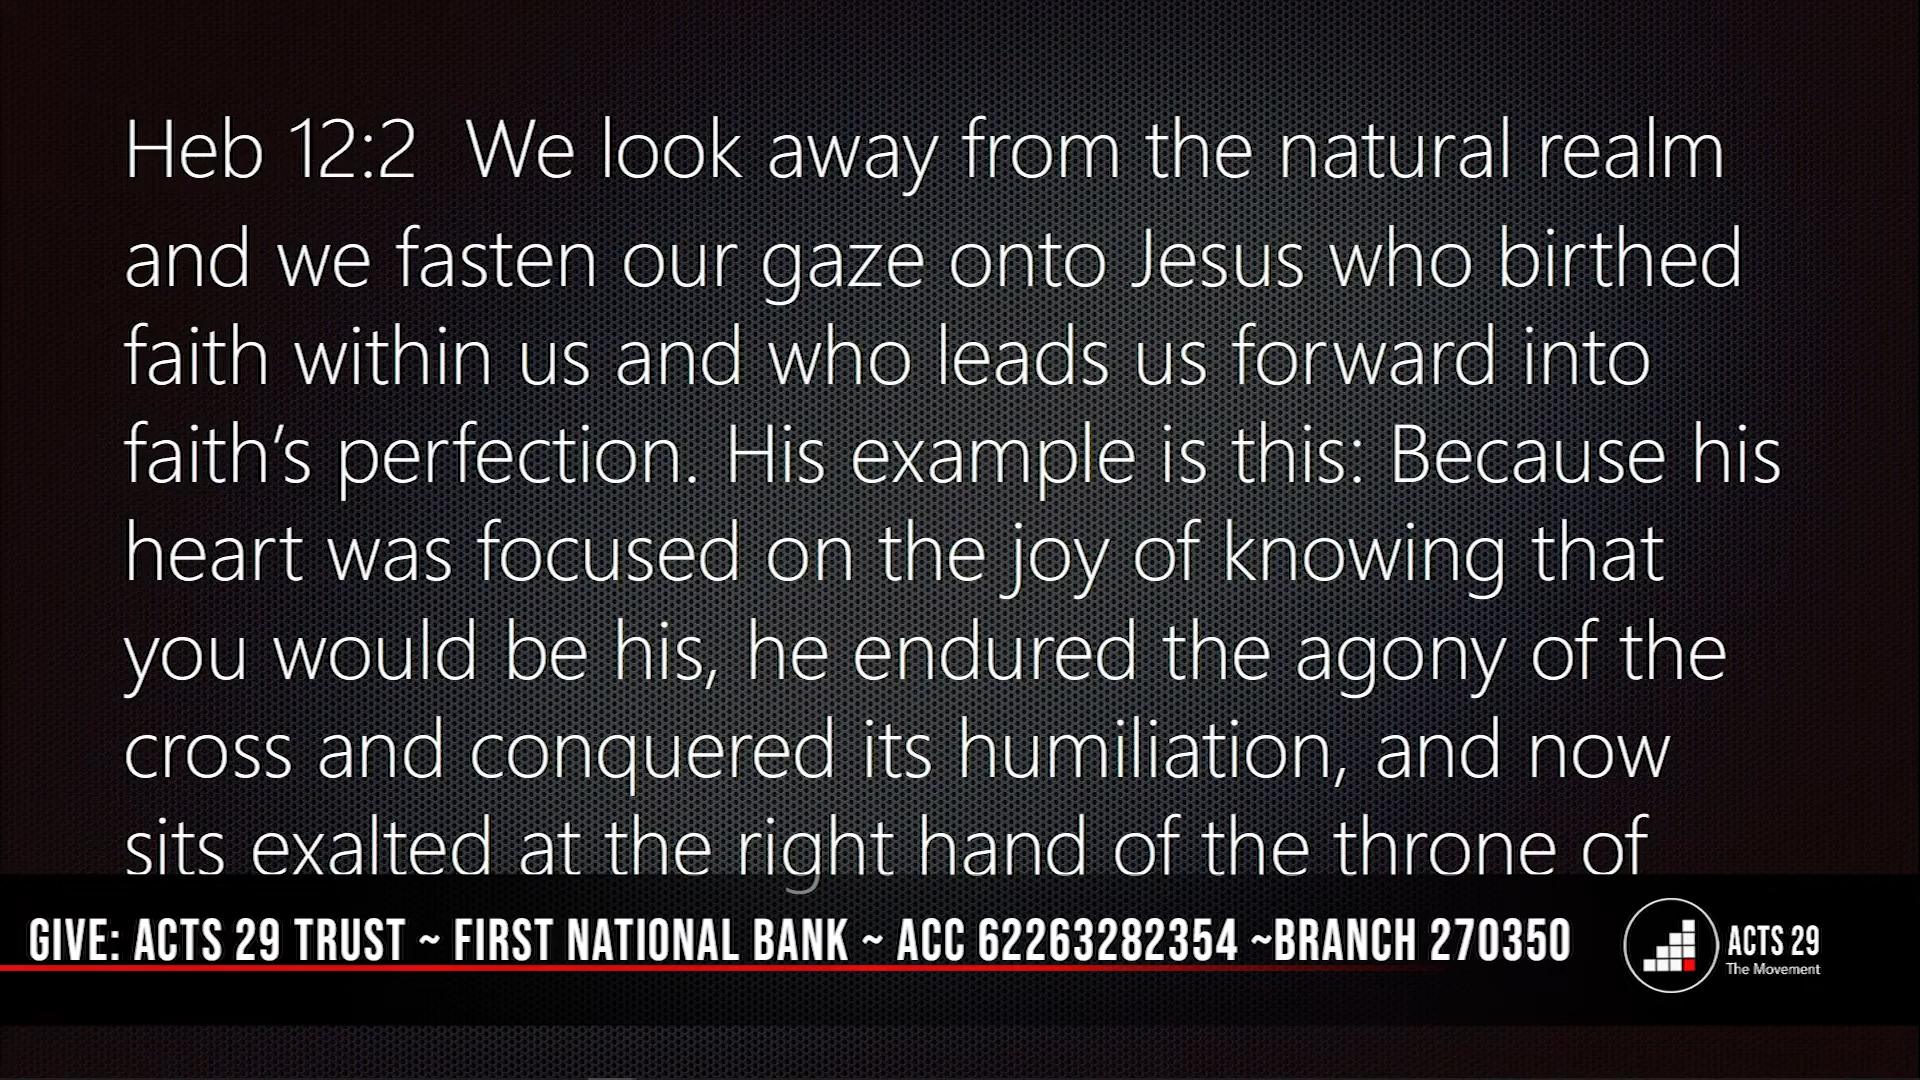 Heb 12:2  We look away from the natural realm
and we fasten our gaze onto Jesus who birthed
faith within us and who leads us forward into
faith’s perfection. His example is this: Because his
heart was focused on the joy of knowing that
you would be his, he endured the agony of the
cross and conquered its humiliation, and now
sits exalted at the right hand of the throne of
GIVE: ACTS 29 TRUST ~ FIRST NATIONAL BANK ~ ACC 62263282354 ~BRANCH 270350
ACTS 29
The Movement